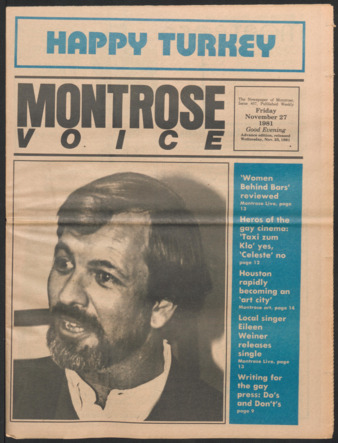 HAPPY TURKEY
MONTROSE
VOICE
The Newspaper of Montrose
Issue #57, Published Weekly
Friday
November 27
1981
Good Evening
Advance edition, released
Wednesday, Nov. 25, 1981
'Women
Behind Bars'
reviewed
Montrose Live, page
13
Heros of the
gay cinema:
'Taxi zum
Klo' yes,
'Celeste' no
page 12
Houston
rapidly
becoming an
'art city'
Montrose art, page 14
Local singer
Eileen
Weiner
releases
single
Montrose Live, page
13
Writing for
the gay
press: Do's
and Don't's
page 9